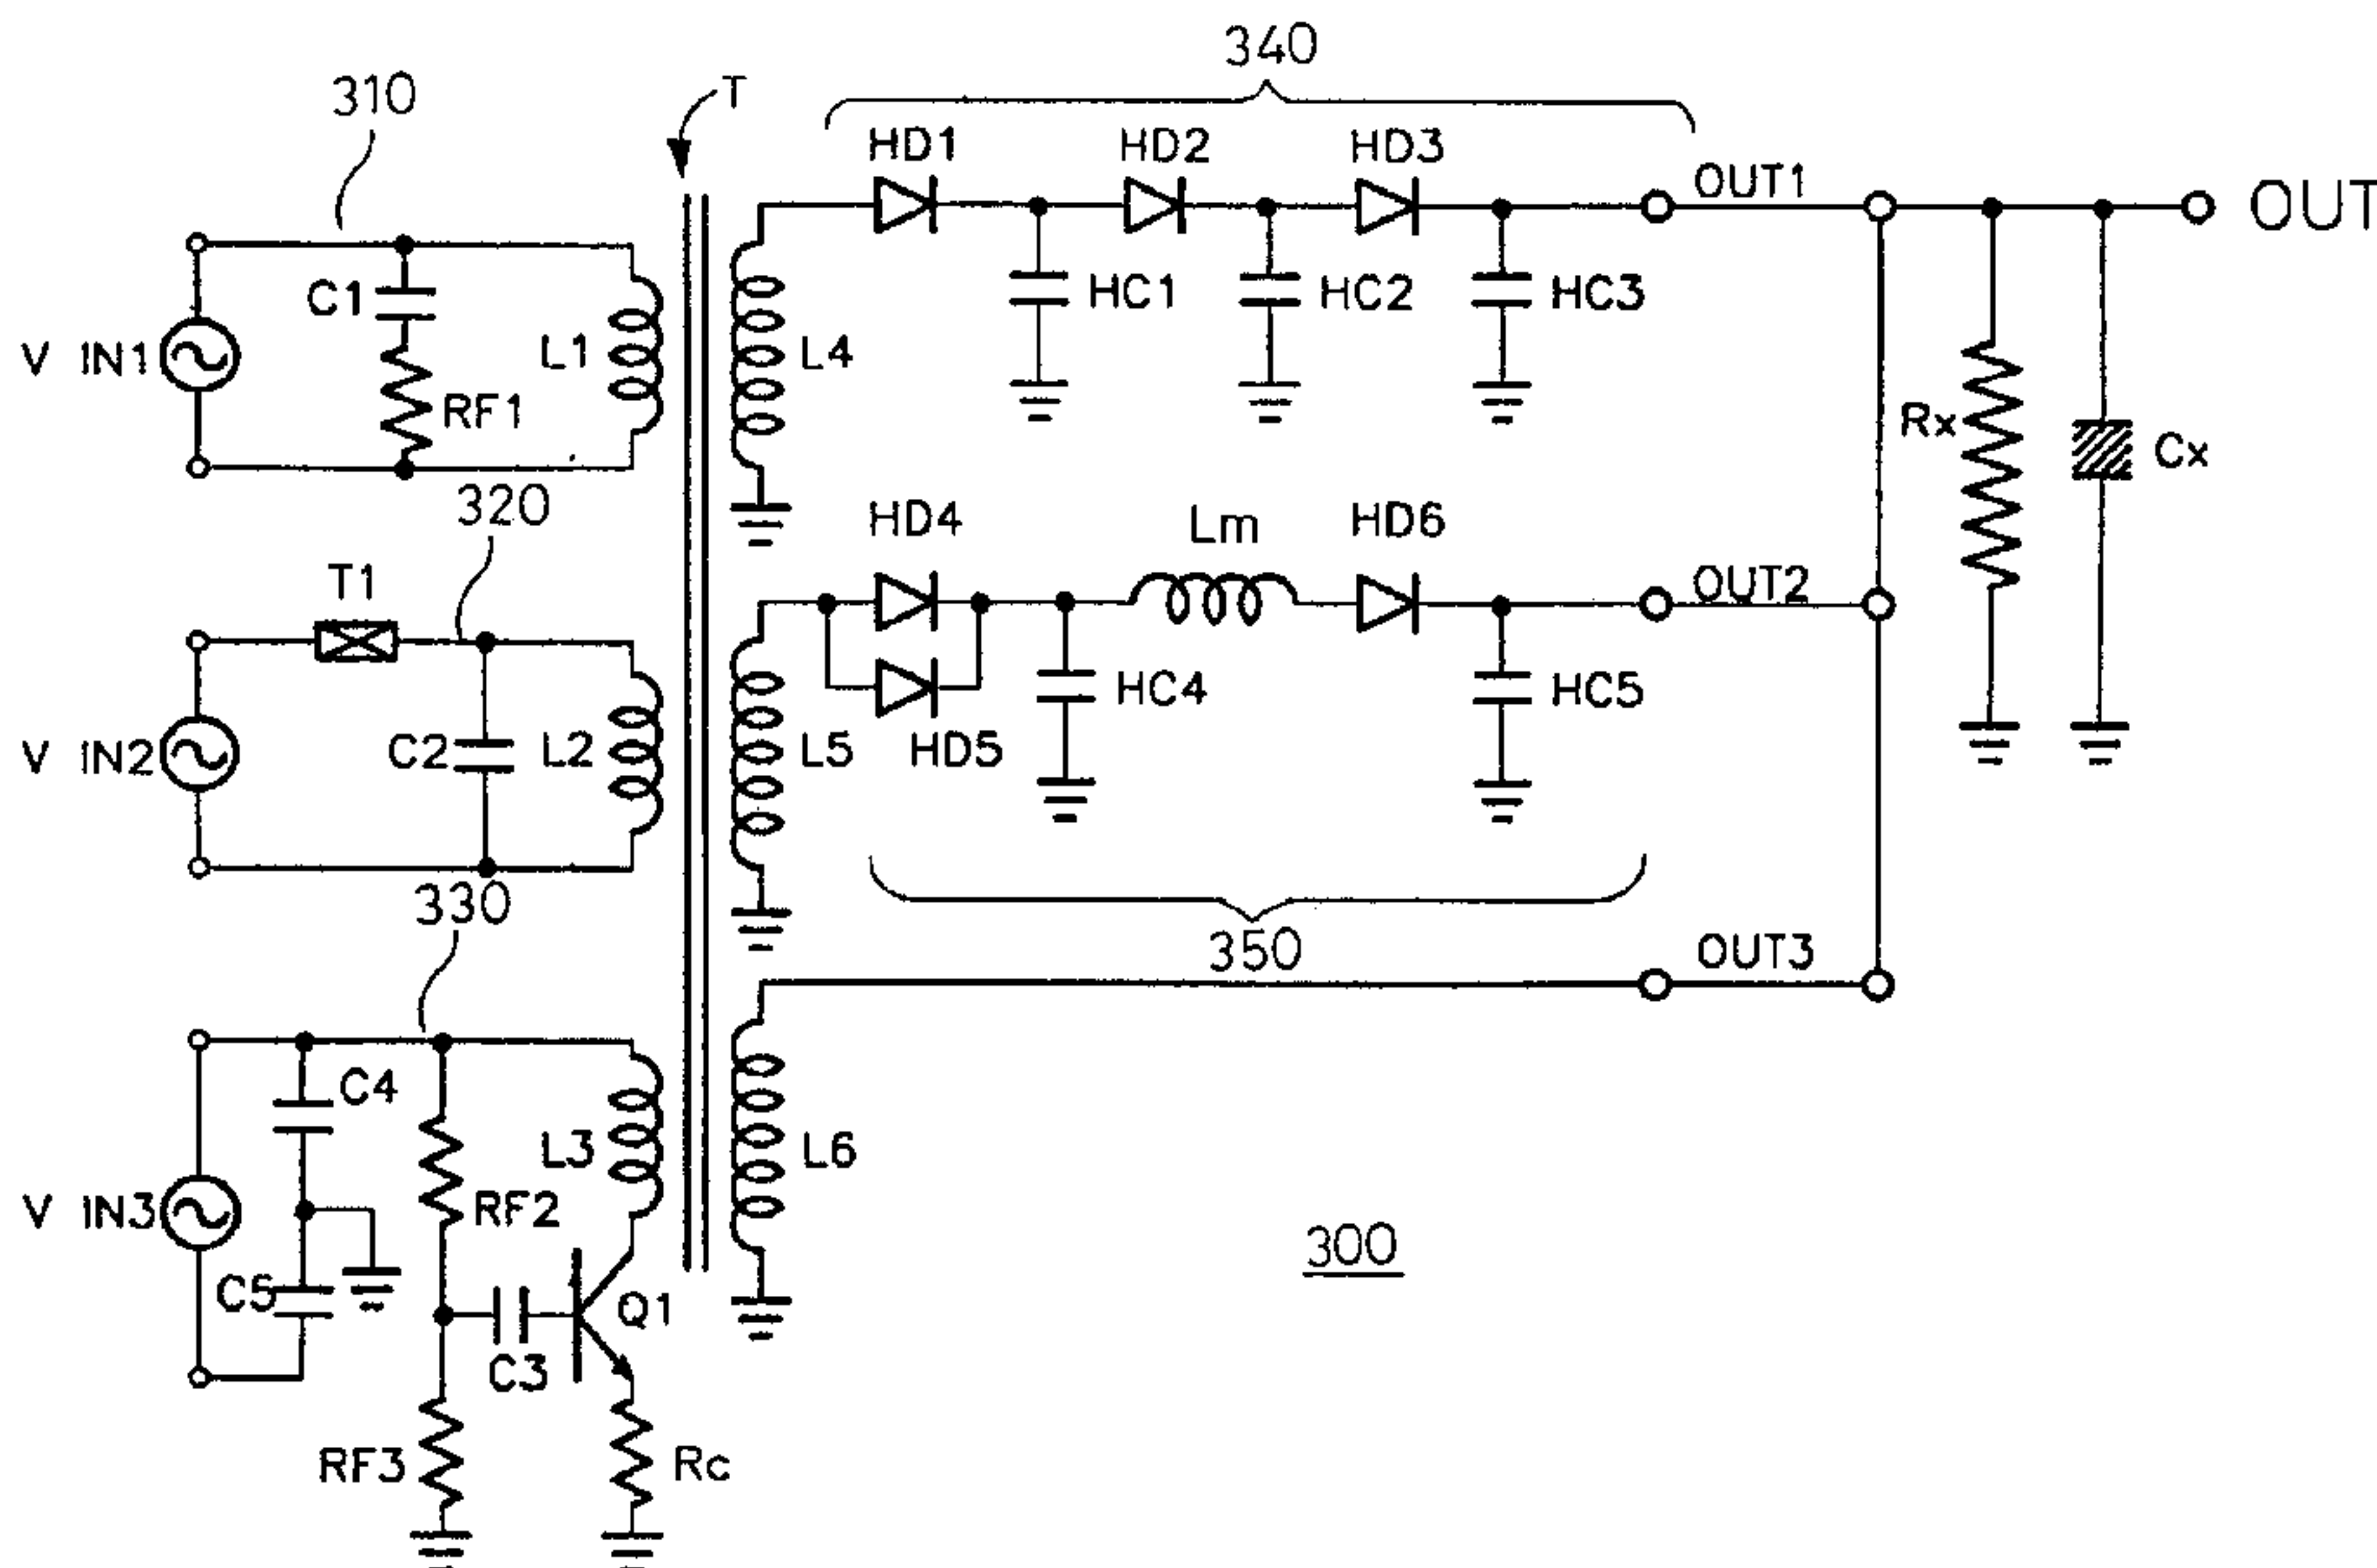 340
310
T
HD1
HD2
HD3
OUT1
OUT
C1
HC1
HC2
HC3
V IN1
L1
L4
RF1
Rx
Cx
320
HD4
Lm
HD6
T1
OUT2
HC4
HC5
V IN2
C2
L2
L5
HD5
330
350
OUT3
C4
L3
L6
V IN3
RF2
300
C5
Q1
C3
RF3
Rc